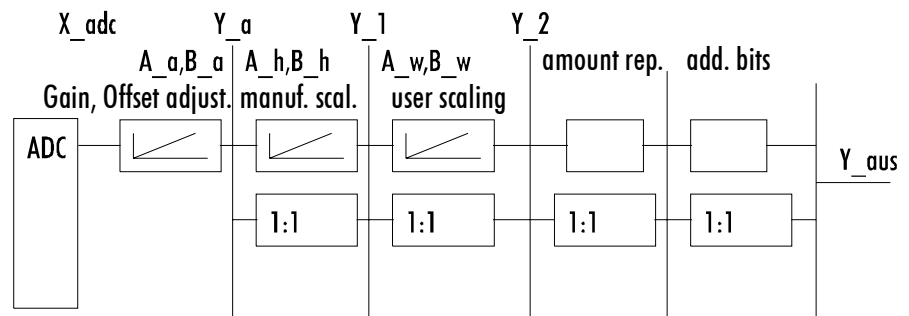 X_adc Y_a Y_1 Y_2
A_a,B_a A_h,B_h A_w,B_w amount rep. add. bits
Gain, Offset adjust. manuf. scal. user scaling
ADC
Y_aus
1:1 1:1 1:1 1:1